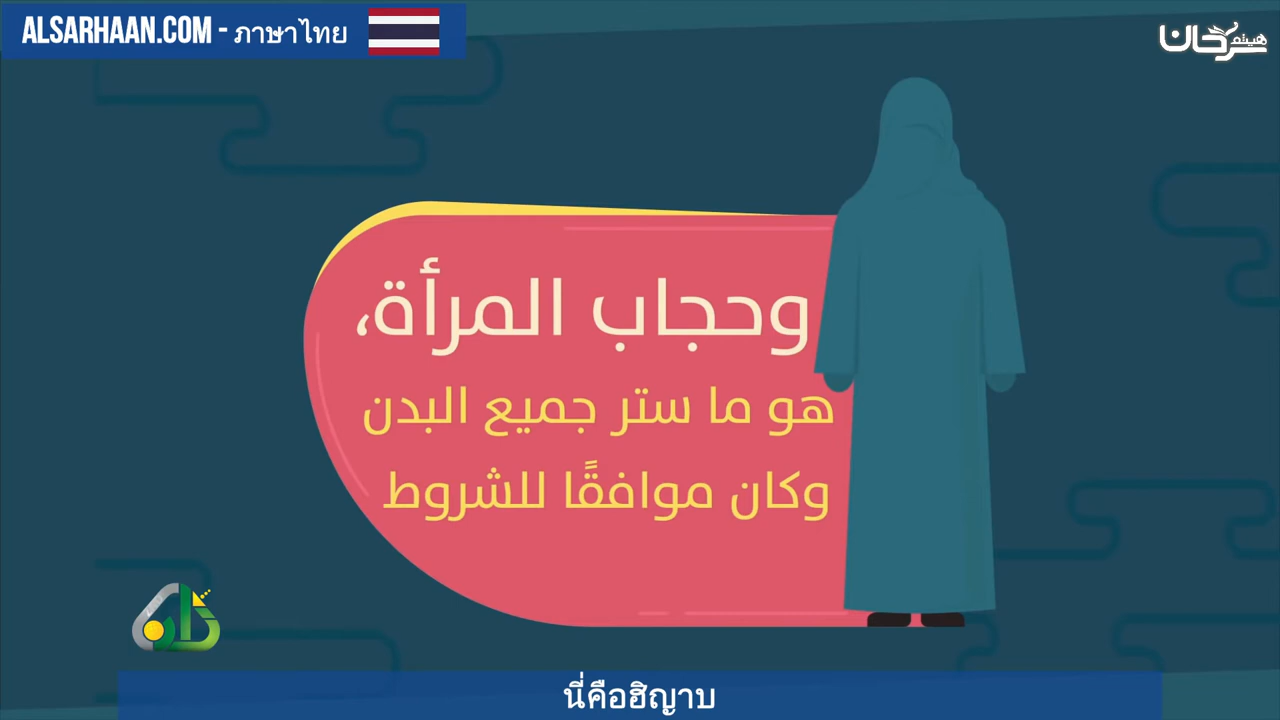 ALSARHAAN.COM - ภาษาไทย
هيثم سرحان
وحجاب المرأة،
هو ما ستر جميع البدن
وكان موافقًا للشروط
นี่คือฮิญาบ